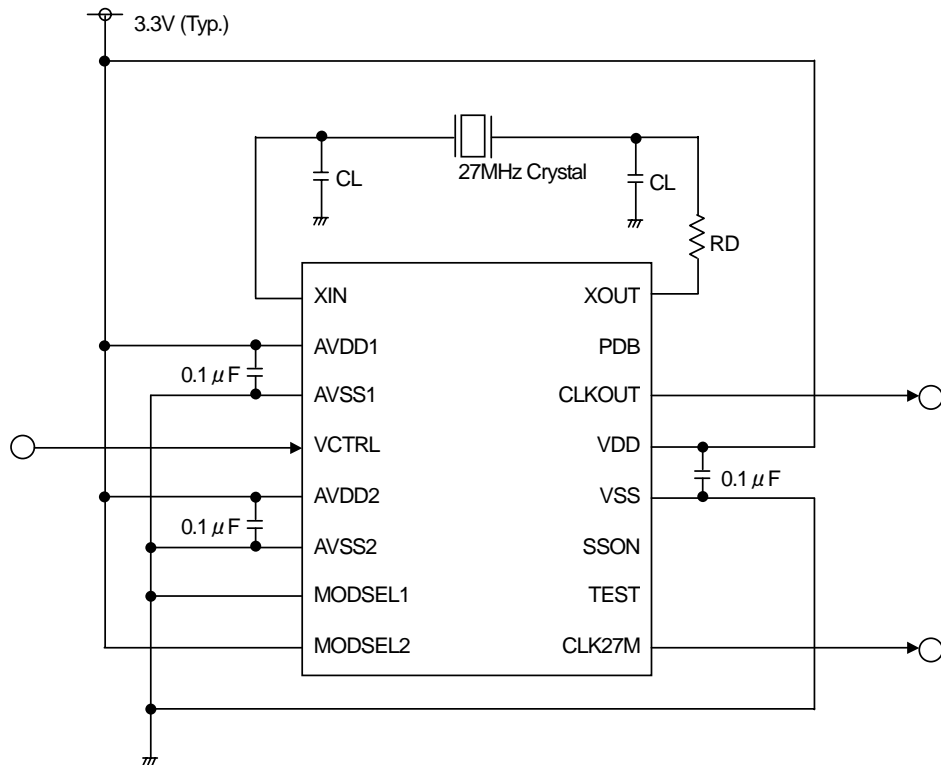 3.3V (Typ.)
CL
27MHz Crystal
CL
RD
XIN
XOUT
AVDD1
PDB
0.1 μF
AVSS1
CLKOUT
VCTRL
VDD
0.1 μF
AVDD2
VSS
0.1 μF
AVSS2
SSON
MODSEL1
TEST
MODSEL2
CLK27M